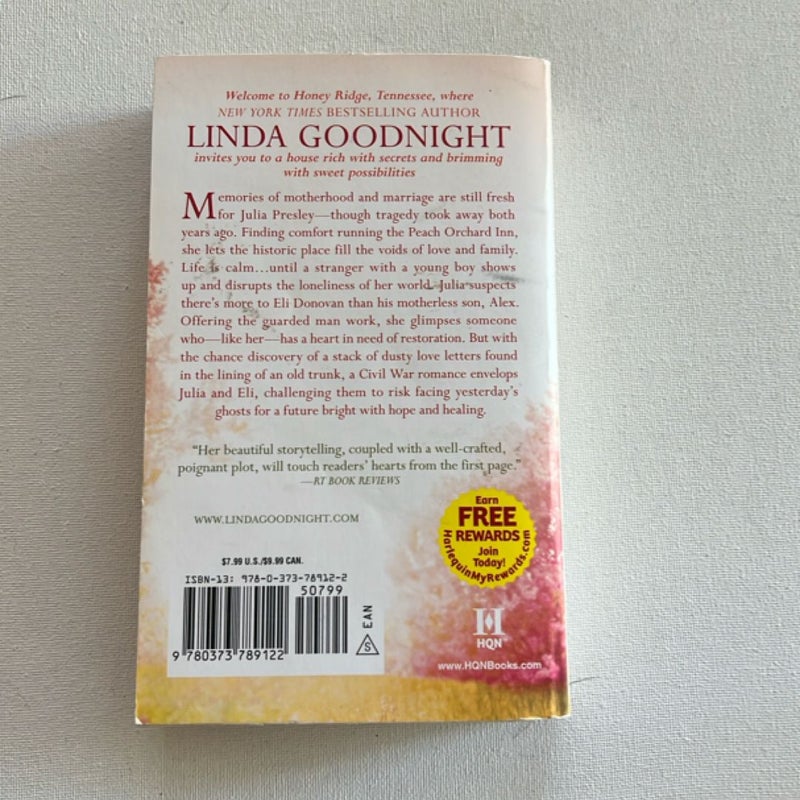 Welcome to Honey Ridge, Tennessee, where
NEW YORK TIMES BESTSELLING AUTHOR
LINDA GOODNIGHT
invites you to a house rich with secrets and brimming
with sweet possibilities
Memories of motherhood and marriage are still fresh
for Julia Presley—though tragedy took away both
years ago. Finding comfort running the Peach Orchard Inn,
she lets the historic place fill the voids of love and family.
Life is calm…until a stranger with a young boy shows
up and disrupts the loneliness of her world. Julia suspects
there's more to Eli Donovan than his motherless son, Alex.
Offering the guarded man work, she glimpses someone
who—like her—has a heart in need of restoration. But with
the chance discovery of a stack of dusty love letters found
in the lining of an old trunk, a Civil War romance envelops
Julia and Eli, challenging them to risk facing yesterday's
ghosts for a future bright with hope and healing.
"Her beautiful storytelling, coupled with a well-crafted,
poignant plot, will touch readers' hearts from the first page."
—RT BOOK REVIEWS
WWW.LINDAGOODNIGHT.COM
Earn
FREE
REWARDS
Join
Today!
HarlequinMyRewards.com
$7.99 U.S./$9.99 CAN.
ISBN-13: 978-0-373-78912-2
50799
EAN
S
9 780373 789122
H
HQN™
www.HQNBooks.com